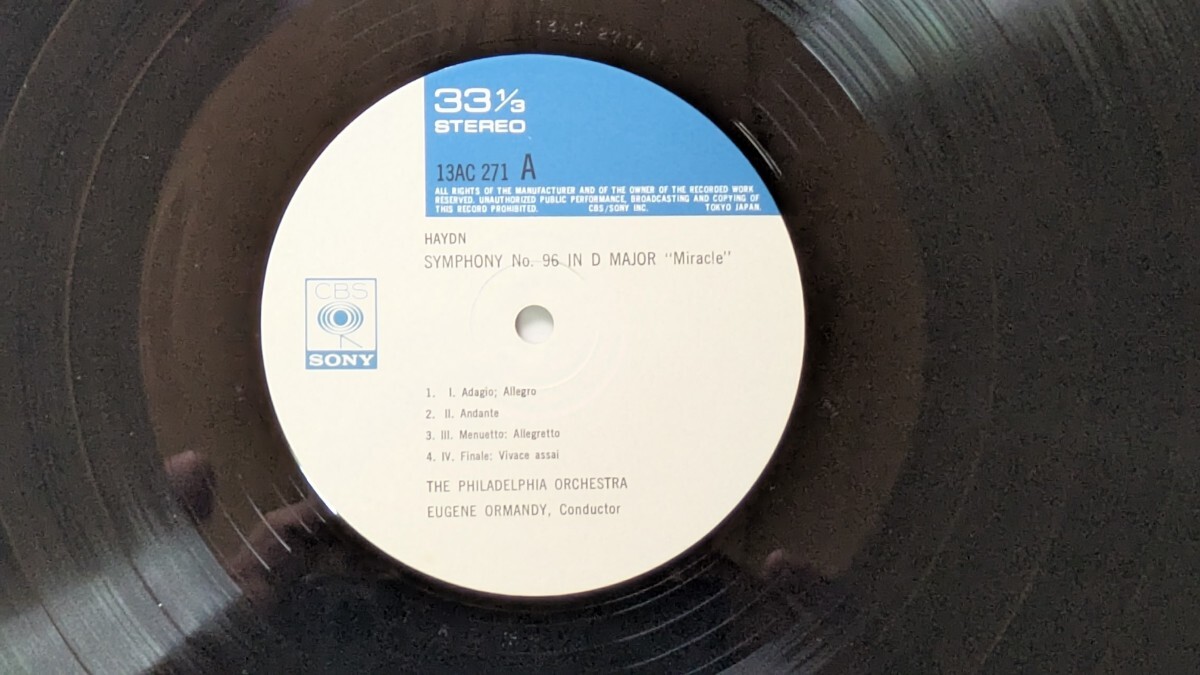 33 1/3
STEREO
13AC 271 A
ALL RIGHTS OF THE MANUFACTURER AND OF THE OWNER OF THE RECORDED WORK
RESERVED. UNAUTHORIZED PUBLIC PERFORMANCE, BROADCASTING AND COPYING OF
THIS RECORD PROHIBITED. CBS/SONY INC. TOKYO JAPAN.
HAYDN
SYMPHONY No. 96 IN D MAJOR "Miracle"
CBS
SONY
1. I. Adagio; Allegro
2. II. Andante
3. III. Menuetto: Allegretto
4. IV. Finale: Vivace assai
THE PHILADELPHIA ORCHESTRA
EUGENE ORMANDY, Conductor